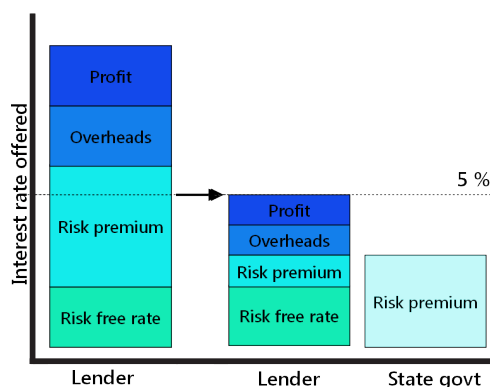 Interest rate offered
Profit
Overheads
Risk premium
Risk free rate
Lender
5 %
Profit
Overheads
Risk premium
Risk free rate
Lender
Risk premium
State govt